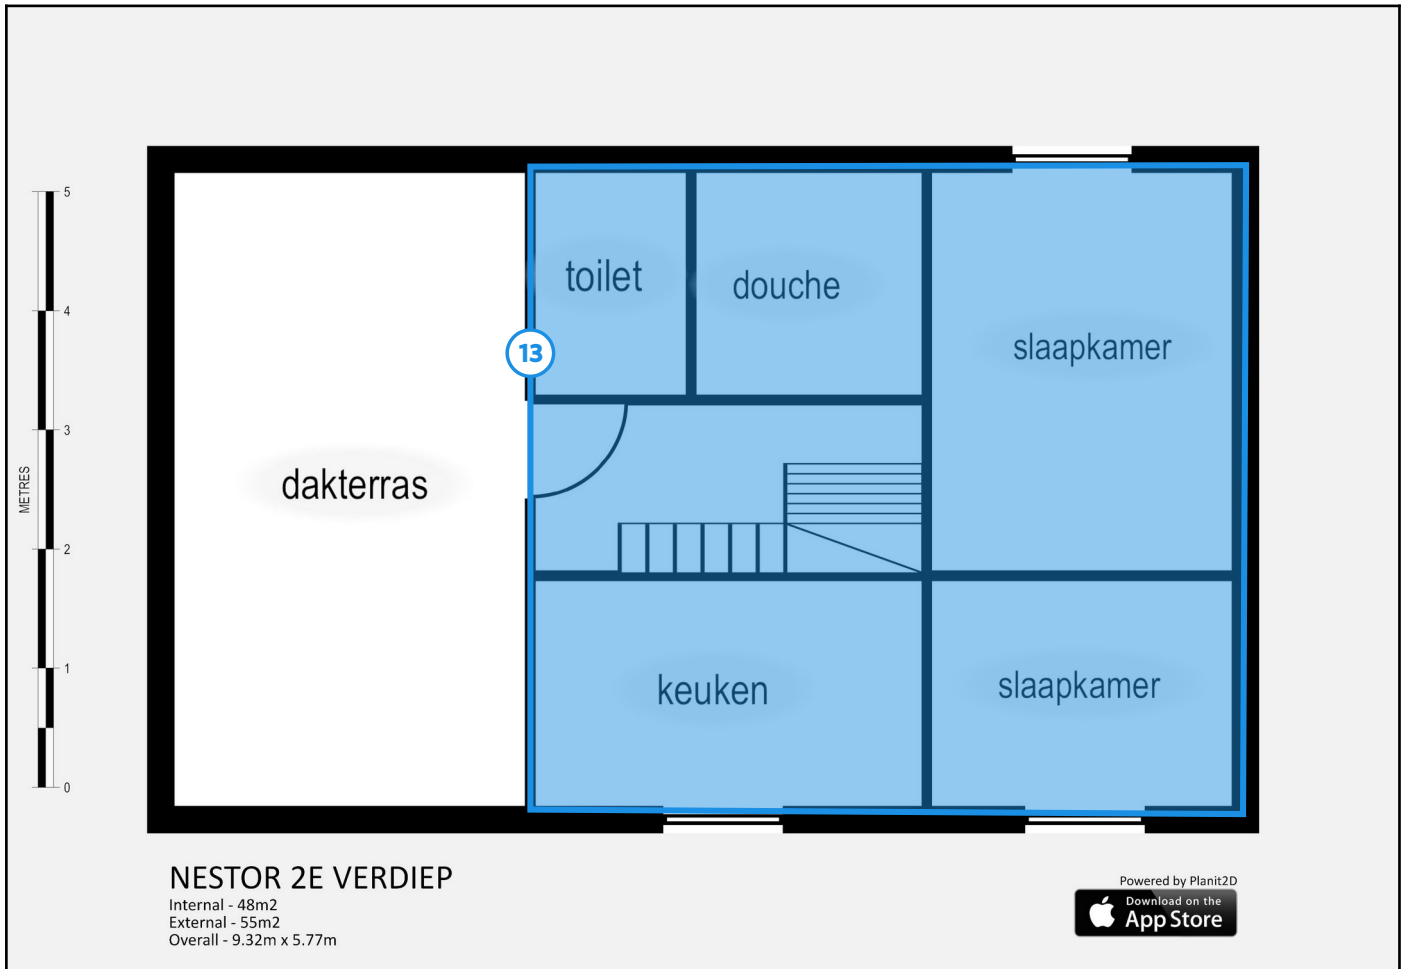 5
4
3
2
1
0
METRES
toilet
douche
slaapkamer
13
dakterras
keuken
slaapkamer
NESTOR 2E VERDIEP
Internal - 48m2
External - 55m2
Overall - 9.32m x 5.77m
Powered by Planit2D
Download on the
App Store